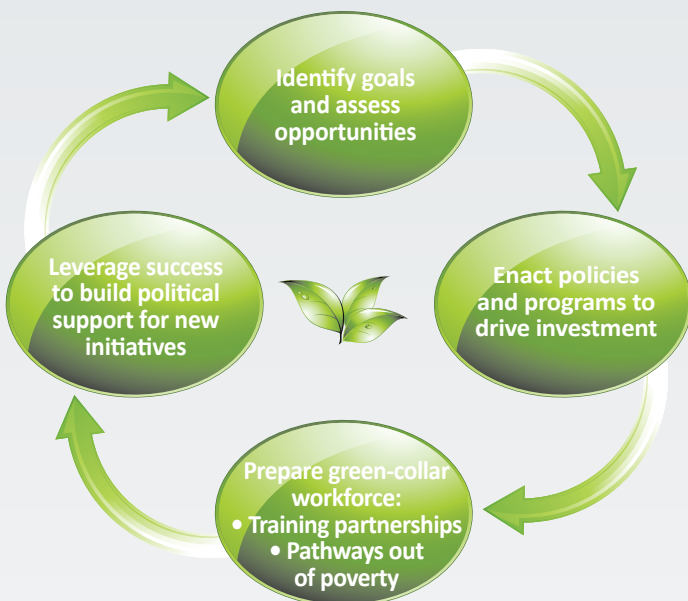 Identify goals
and assess
opportunities
Enact policies
and programs to
drive investment
Prepare green-collar
workforce:
• Training partnerships
• Pathways out
of poverty
Leverage success
to build political
support for new
initiatives